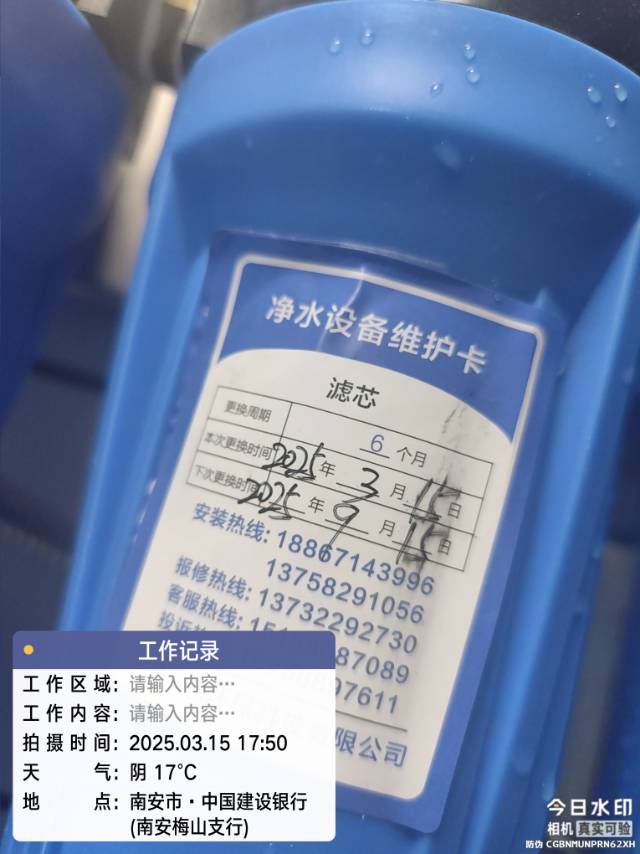 净水设备维护卡
滤芯
更换周期 6 个月
本次更换时间 2025 年 3 月 15 日
下次更换时间 2025 年 9 月 15 日
安装热线: 18867143996
13758291056
报修热线: 13732292730
客服热线: 15 87089
投诉 97611
限公司
工作记录
工作区域: 请输入内容…
工作内容: 请输入内容…
拍摄时间: 2025.03.15 17:50
天气: 阴 17°C
地点: 南安市·中国建设银行
(南安梅山支行)
今日水印
相机 真实可验
防伪 CGBNMUNPRN62XH